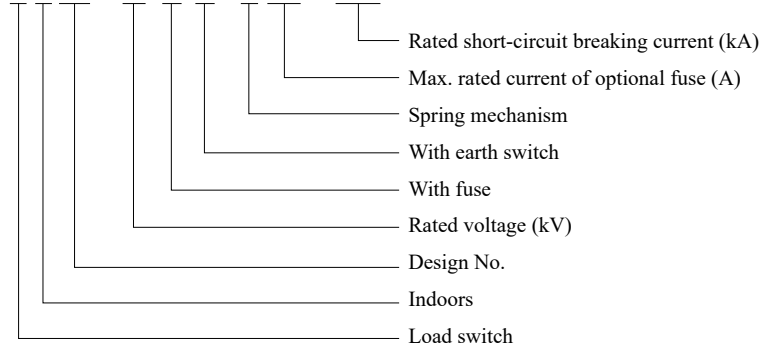 Rated short-circuit breaking current (kA)
Max. rated current of optional fuse (A)
Spring mechanism
With earth switch
With fuse
Rated voltage (kV)
Design No.
Indoors
Load switch